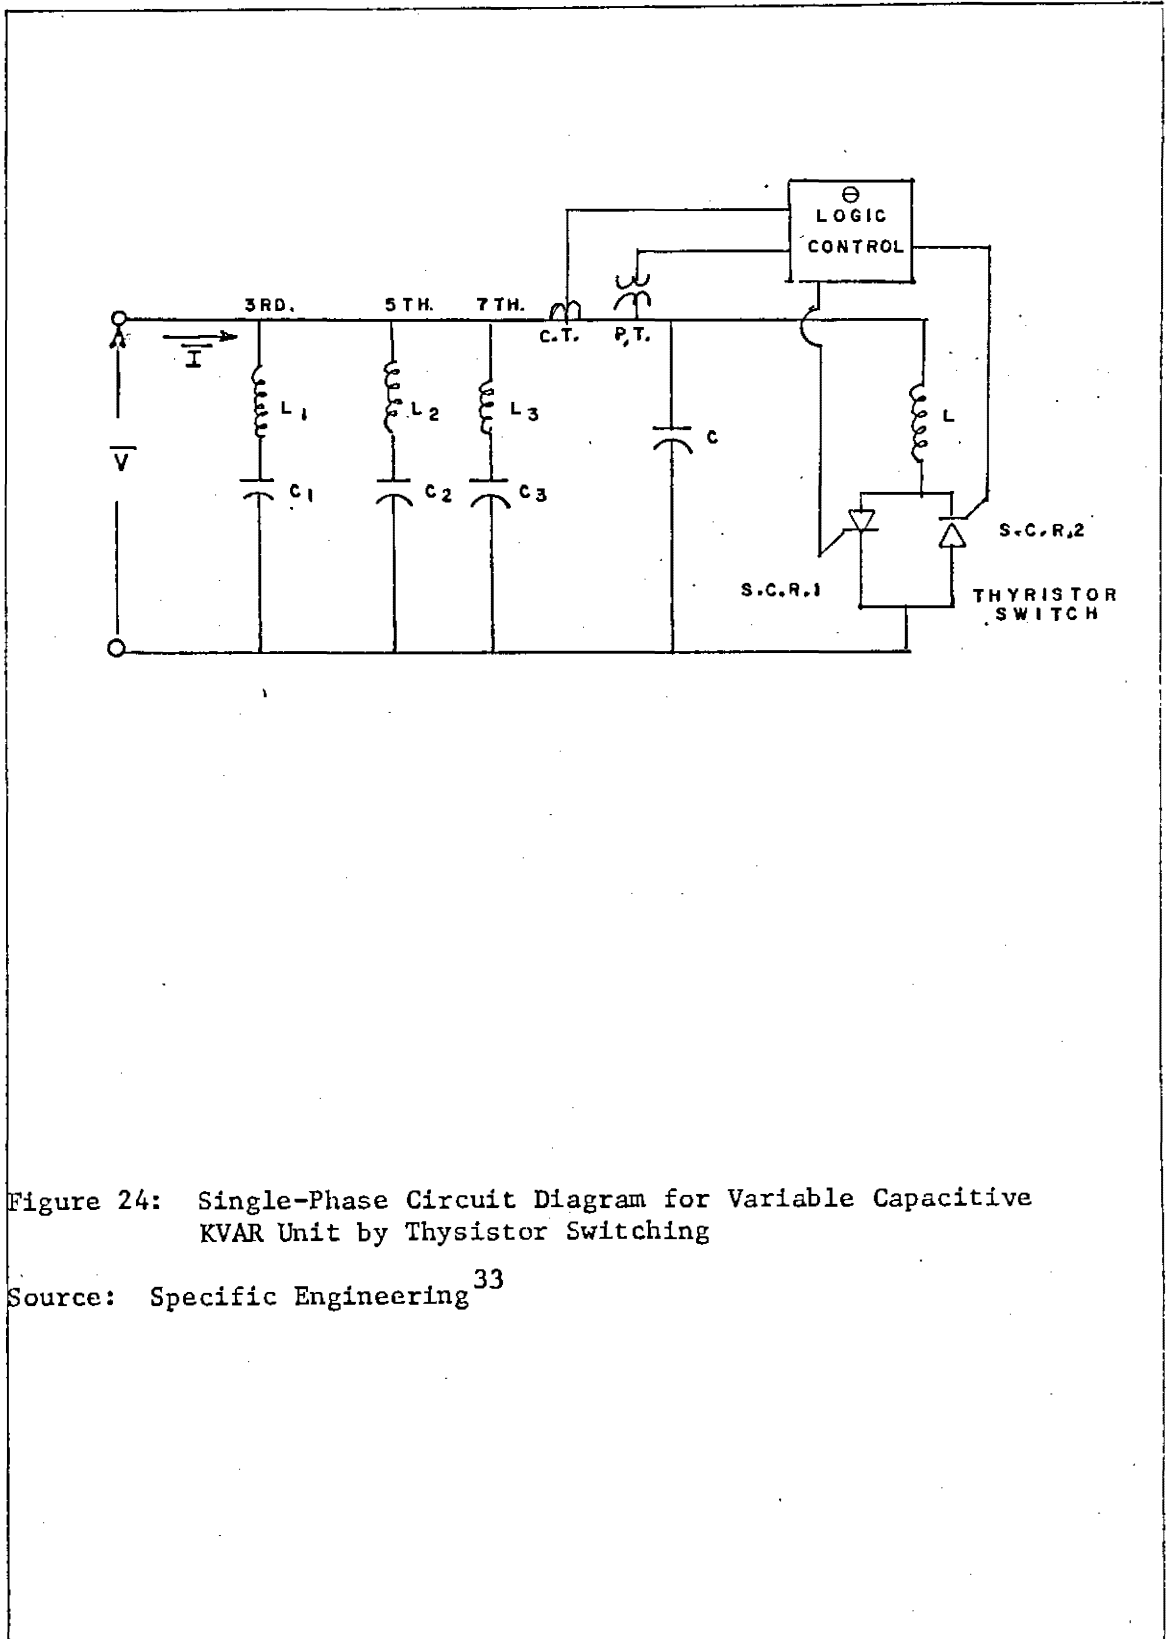 Θ
LOGIC
CONTROL
3RD. 5TH. 7TH.
C.T. P.T.
I
L1 L2 L3 L
V
C
C1 C2 C3
S.C.R.2
S.C.R.1
THYRISTOR
SWITCH
Figure 24: Single-Phase Circuit Diagram for Variable Capacitive
KVAR Unit by Thysistor Switching
Source: Specific Engineering33